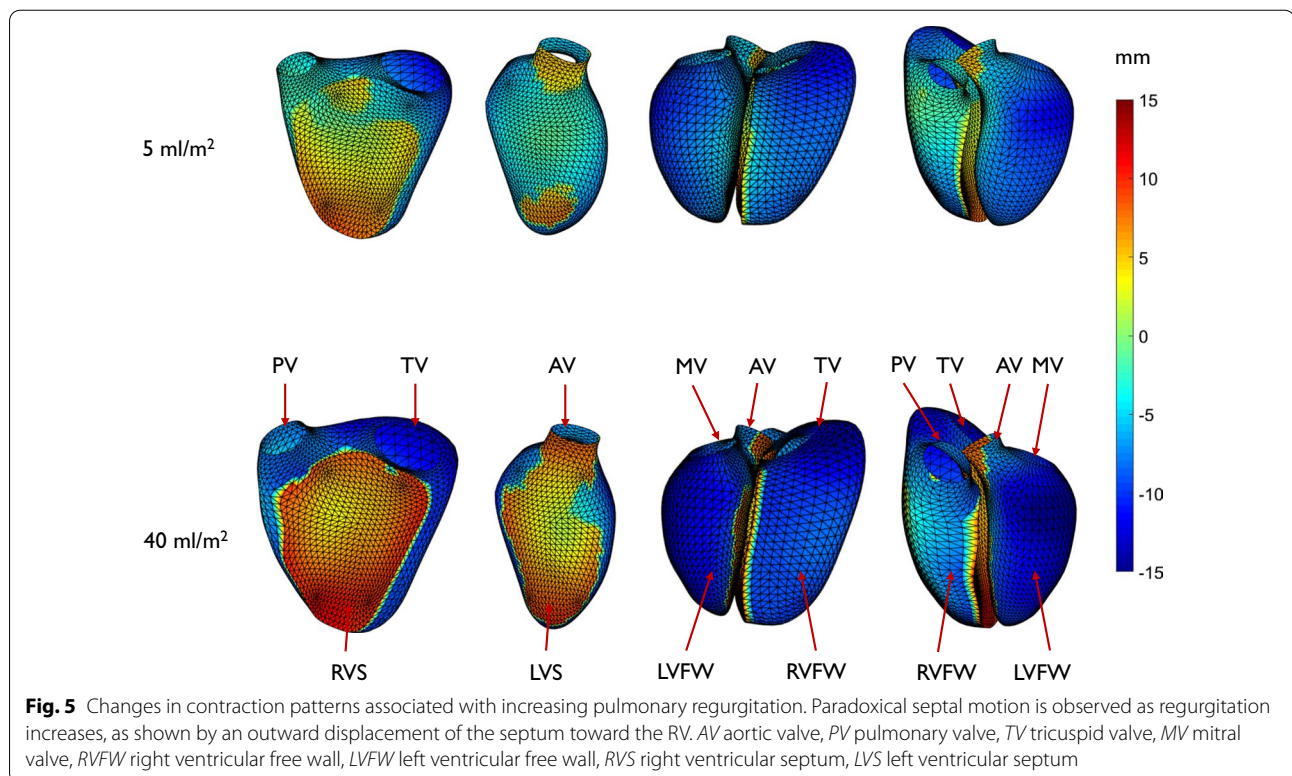 mm
15
10
5
0
-5
-10
-15
5 ml/m²
PV TV AV MV AV TV PV TV AV MV
40 ml/m²
RVS LVS LVFW RVFW RVFW LVFW
Fig. 5 Changes in contraction patterns associated with increasing pulmonary regurgitation. Paradoxical septal motion is observed as regurgitation
increases, as shown by an outward displacement of the septum toward the RV. AV aortic valve, PV pulmonary valve, TV tricuspid valve, MV mitral
valve, RVFW right ventricular free wall, LVFW left ventricular free wall, RVS right ventricular septum, LVS left ventricular septum